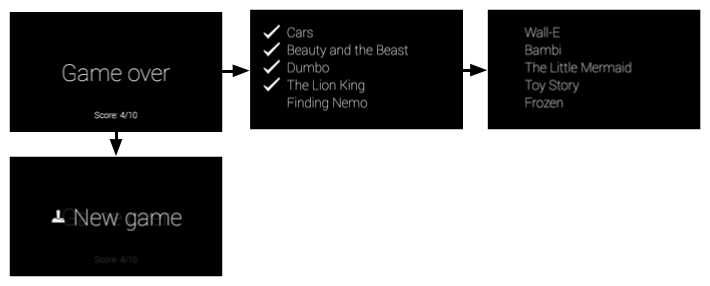 Game over
Score: 4/10
Cars
Beauty and the Beast
Dumbo
The Lion King
Finding Nemo
Wall-E
Bambi
The Little Mermaid
Toy Story
Frozen
New game
Score: 4/10